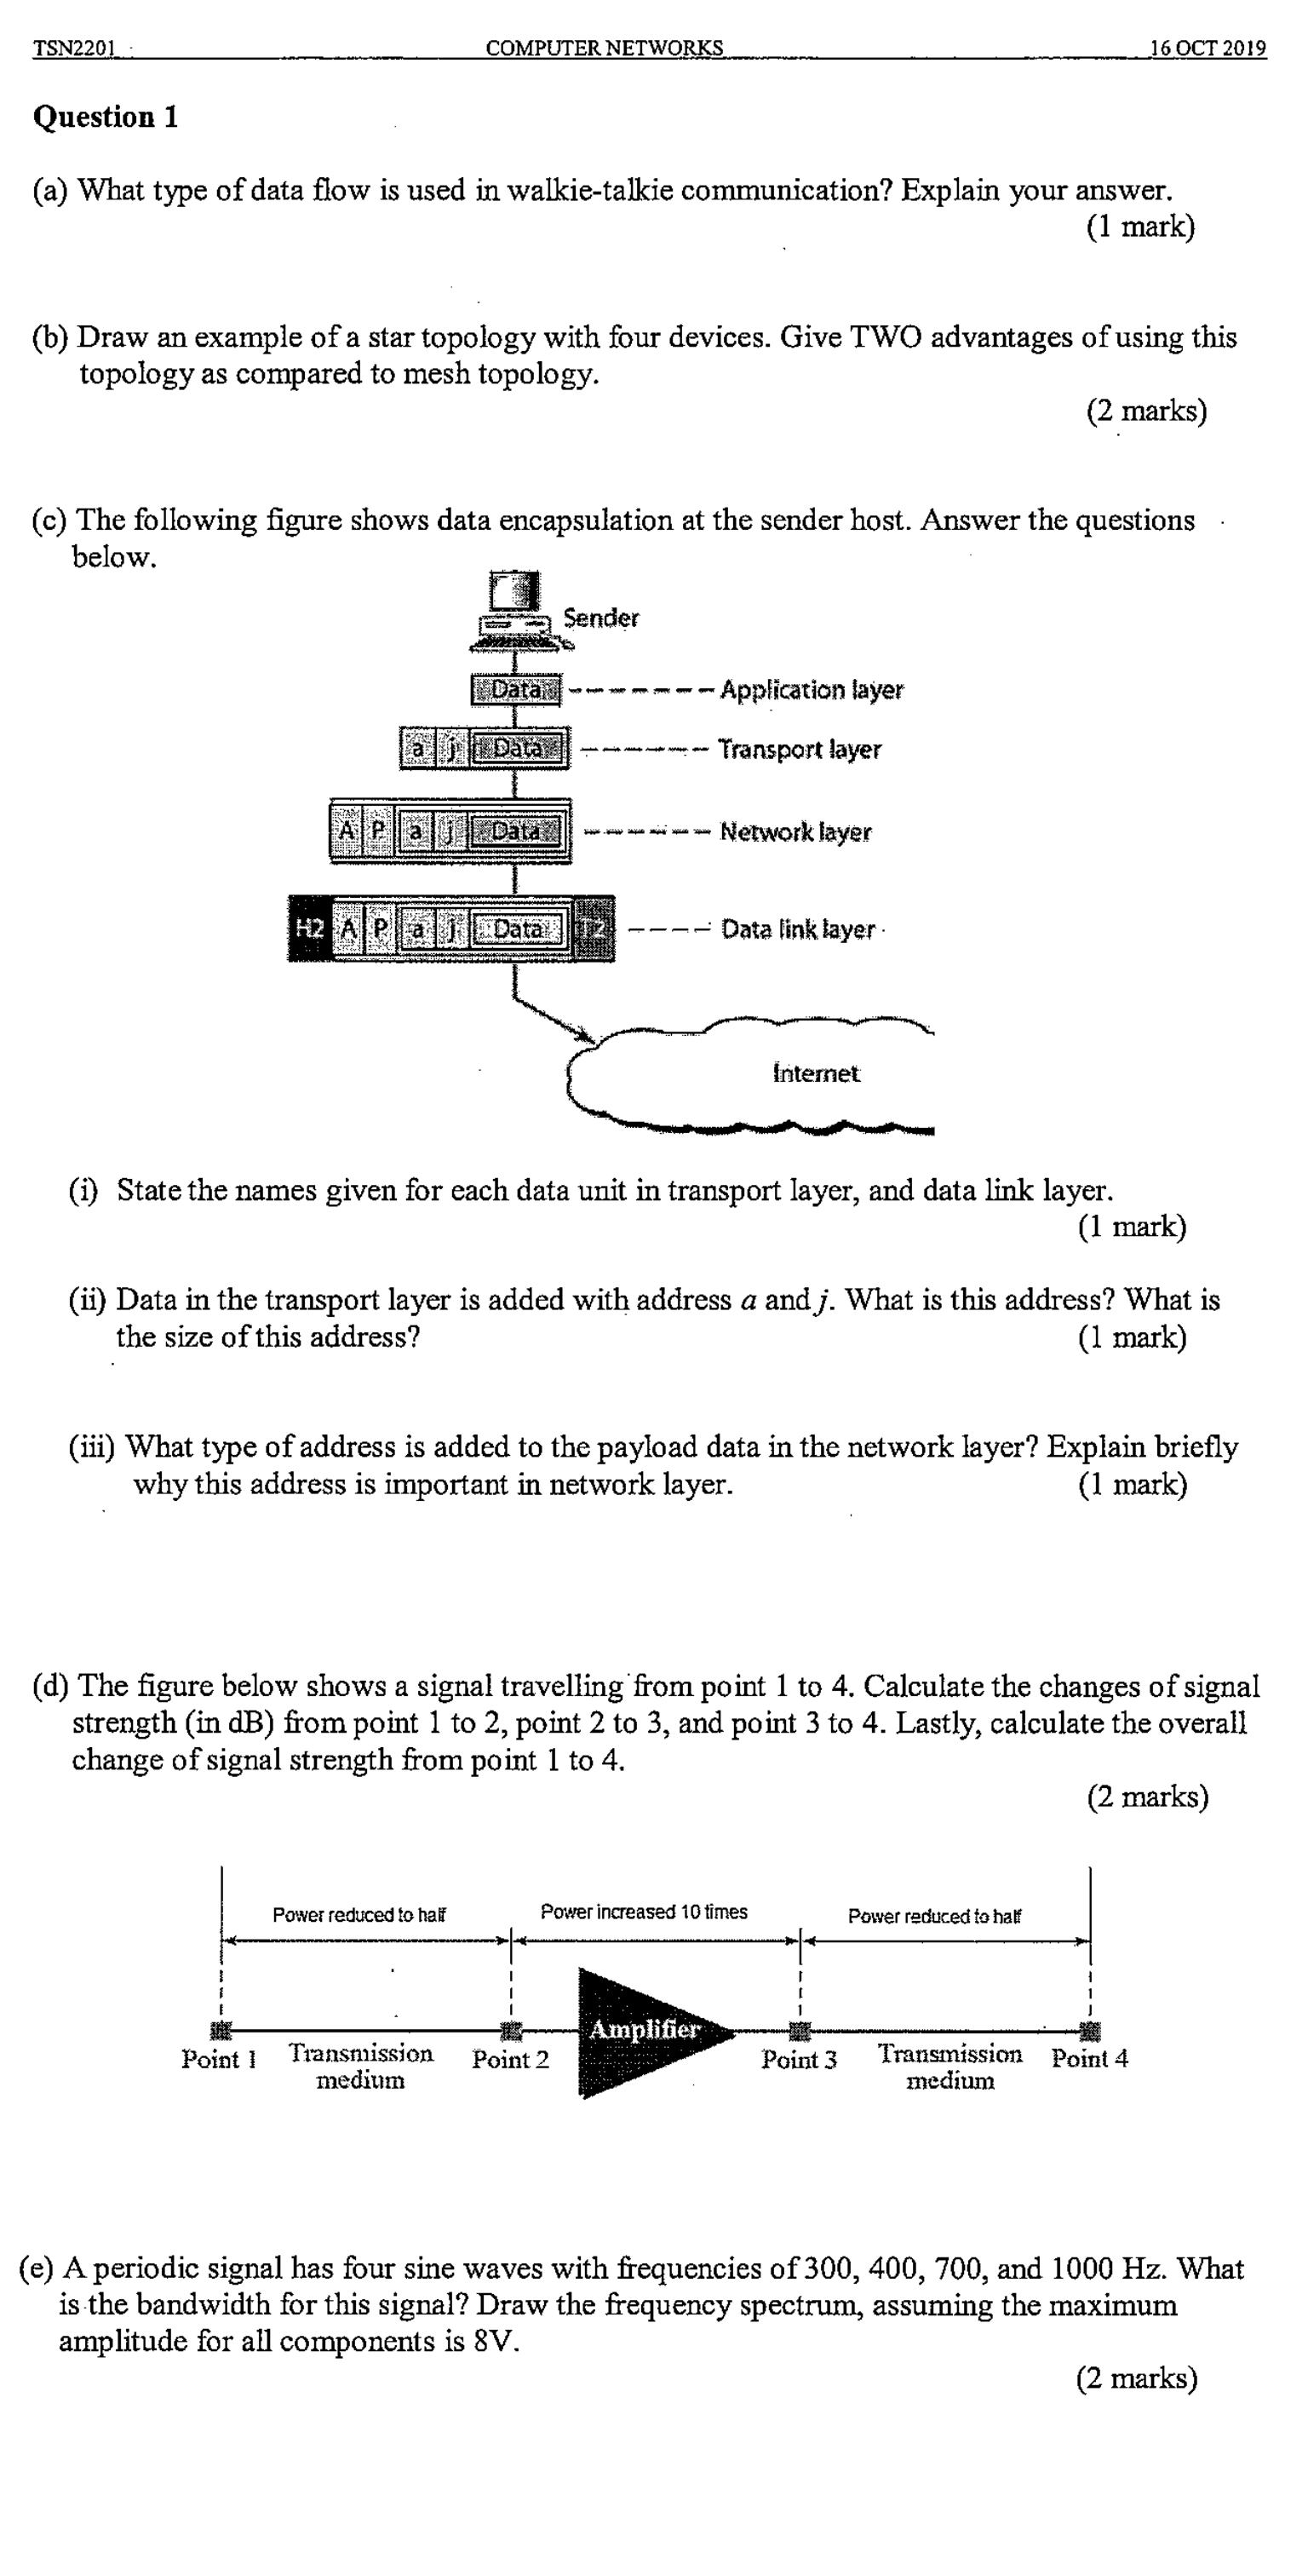 TSN2201 COMPUTER NETWORKS 16 OCT 2019
Question 1
(a) What type of data flow is used in walkie-talkie communication? Explain your answer.
(1 mark)
(b) Draw an example of a star topology with four devices. Give TWO advantages of using this
topology as compared to mesh topology.
(2 marks)
(c) The following figure shows data encapsulation at the sender host. Answer the questions
below.
Sender
Data Application layer
a j Data Transport layer
A P a j Data Network layer
H2 A P a j Data T2 Data link layer
Internet
(i) State the names given for each data unit in transport layer, and data link layer.
(1 mark)
(ii) Data in the transport layer is added with address a and j. What is this address? What is
the size of this address? (1 mark)
(iii) What type of address is added to the payload data in the network layer? Explain briefly
why this address is important in network layer. (1 mark)
(d) The figure below shows a signal travelling from point 1 to 4. Calculate the changes of signal
strength (in dB) from point 1 to 2, point 2 to 3, and point 3 to 4. Lastly, calculate the overall
change of signal strength from point 1 to 4.
(2 marks)
Power reduced to half Power increased 10 times Power reduced to half
Amplifier
Point 1 Transmission Point 2 Point 3 Transmission Point 4
medium medium
(e) A periodic signal has four sine waves with frequencies of 300, 400, 700, and 1000 Hz. What
is the bandwidth for this signal? Draw the frequency spectrum, assuming the maximum
amplitude for all components is 8V.
(2 marks)